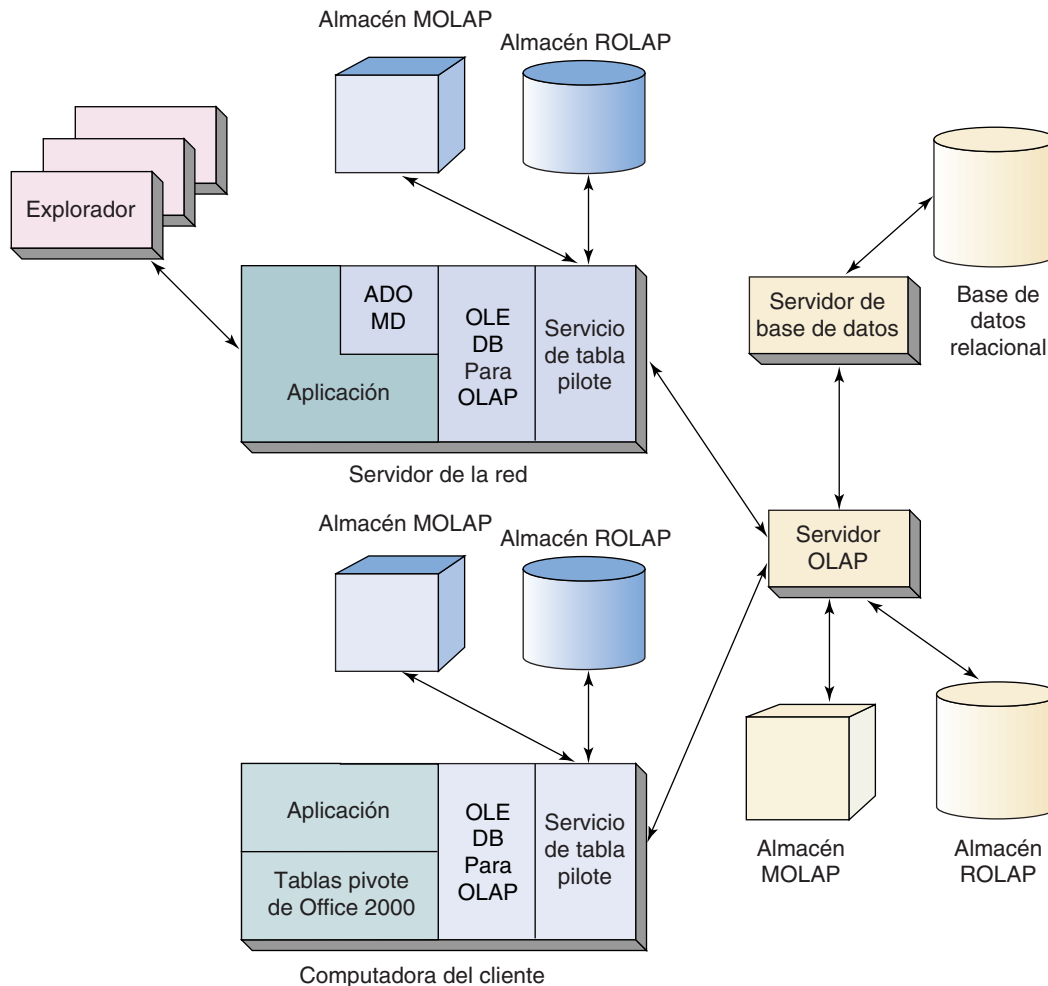 Almacén MOLAP
Almacén ROLAP
Explorador
ADO
MD
OLE
DB
Para
OLAP
Servicio
de tabla
pilote
Aplicación
Servidor de la red
Servidor de
base de datos
Base de
datos
relacional
Almacén MOLAP
Almacén ROLAP
Servidor
OLAP
Aplicación
Tablas pivote
de Office 2000
OLE
DB
Para
OLAP
Servicio
de tabla
pilote
Computadora del cliente
Almacén
MOLAP
Almacén
ROLAP